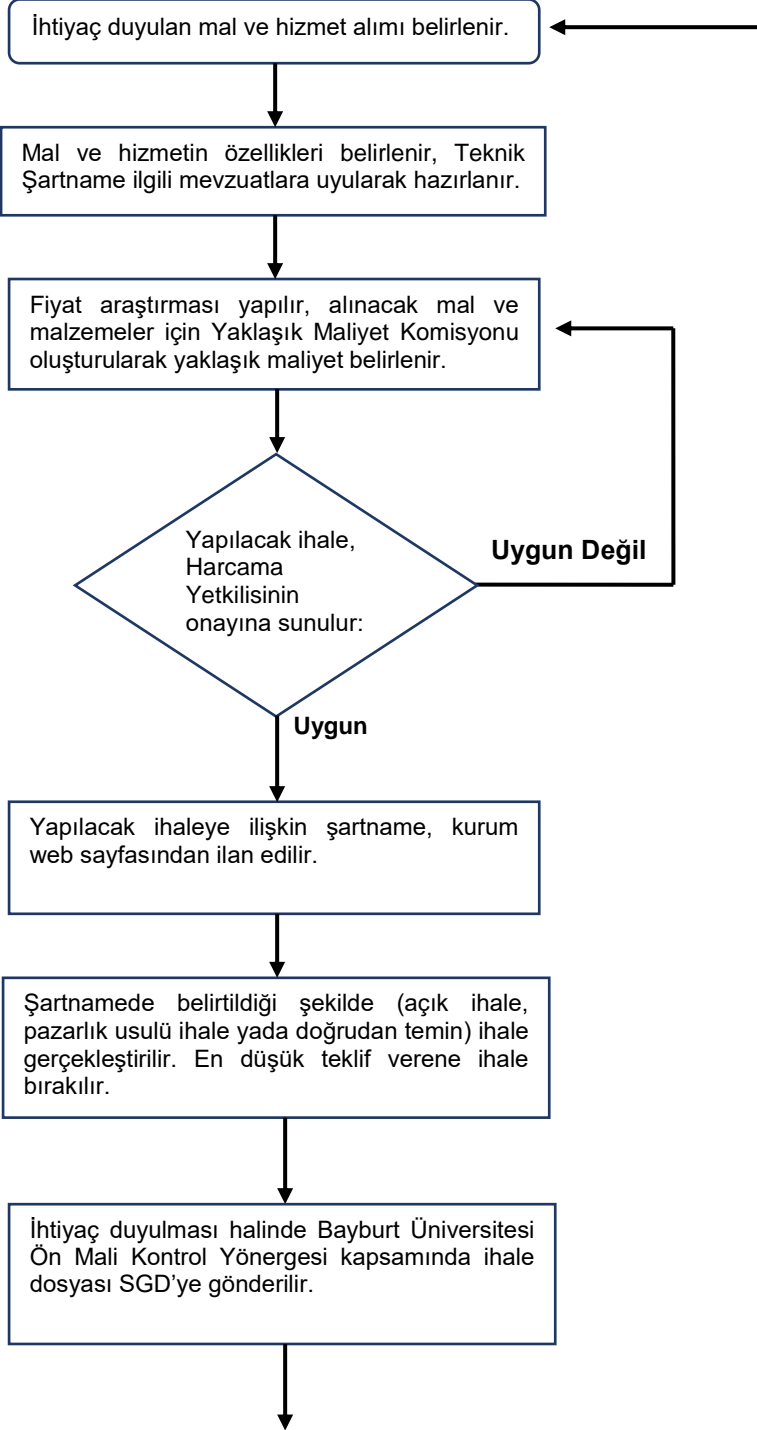 İhtiyaç duyulan mal ve hizmet alımı belirlenir.
Mal ve hizmetin özellikleri belirlenir, Teknik
Şartname ilgili mevzuatlara uyularak hazırlanır.
Fiyat araştırması yapılır, alınacak mal ve
malzemeler için Yaklaşık Maliyet Komisyonu
oluşturularak yaklaşık maliyet belirlenir.
Yapılacak ihale,
Harcama
Yetkilisinin
onayına sunulur:
Uygun Değil
Uygun
Yapılacak ihaleye ilişkin şartname, kurum
web sayfasından ilan edilir.
Şartnamede belirtildiği şekilde (açık ihale,
pazarlık usulü ihale yada doğrudan temin) ihale
gerçekleştirilir. En düşük teklif verene ihale
bırakılır.
İhtiyaç duyulması halinde Bayburt Üniversitesi
Ön Mali Kontrol Yönergesi kapsamında ihale
dosyası SGD’ye gönderilir.